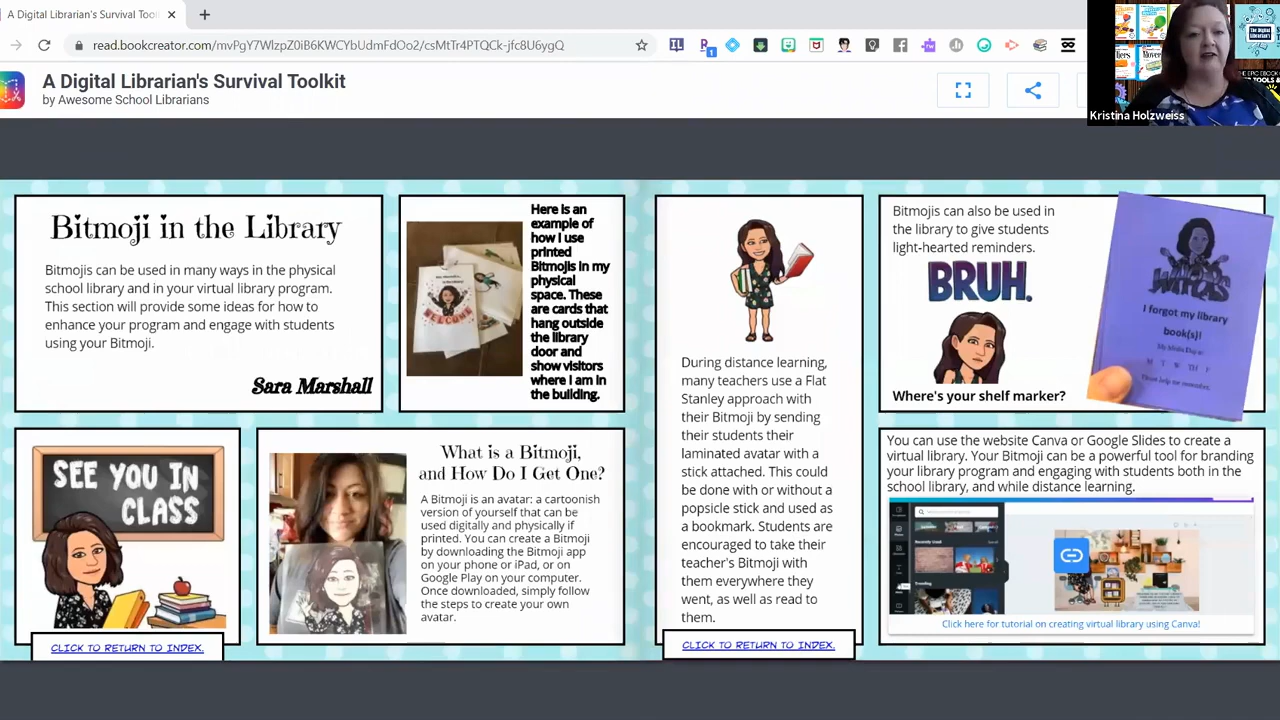 A Digital Librarian's Survival Tool
A Digital Librarian's Survival Toolkit
by Awesome School Librarians
Kristina Holzweiss
Bitmoji in the Library
Bitmojis can be used in many ways in the physical
school library and in your virtual library program.
This section will provide some ideas for how to
enhance your program and engage with students
using your Bitmoji.
Sara Marshall
Here is an
example of
how I use
printed
Bitmojis in my
physical
space. These
are cards that
hang outside
the library
door and
show visitors
where I am in
the building.
SEE YOU IN
CLASS
CLICK TO RETURN TO INDEX.
What is a Bitmoji,
and How Do I Get One?
A Bitmoji is an avatar: a cartoonish
version of yourself that can be
used digitally and physically if
printed. You can create a Bitmoji
by downloading the Bitmoji app
on your phone or iPad, or on
Google Play on your computer.
Once downloaded, simply follow
the steps to create your own
avatar.
During distance learning,
many teachers use a Flat
Stanley approach with
their Bitmoji by sending
their students their
laminated avatar with a
stick attached. This could
be done with or without a
popsicle stick and used as
a bookmark. Students are
encouraged to take their
teacher's Bitmoji with
them everywhere they
went, as well as read to
them.
CLICK TO RETURN TO INDEX.
Bitmojis can also be used in
the library to give students
light-hearted reminders.
BRUH.
Where's your shelf marker?
I forgot my library
book(s)!
My Media Day is:
M T W TH F
You can use the website Canva or Google Slides to create a
virtual library. Your Bitmoji can be a powerful tool for branding
your library program and engaging with students both in the
school library, and while distance learning.
Recently Used
Trending
Click here for tutorial on creating virtual library using Canva!